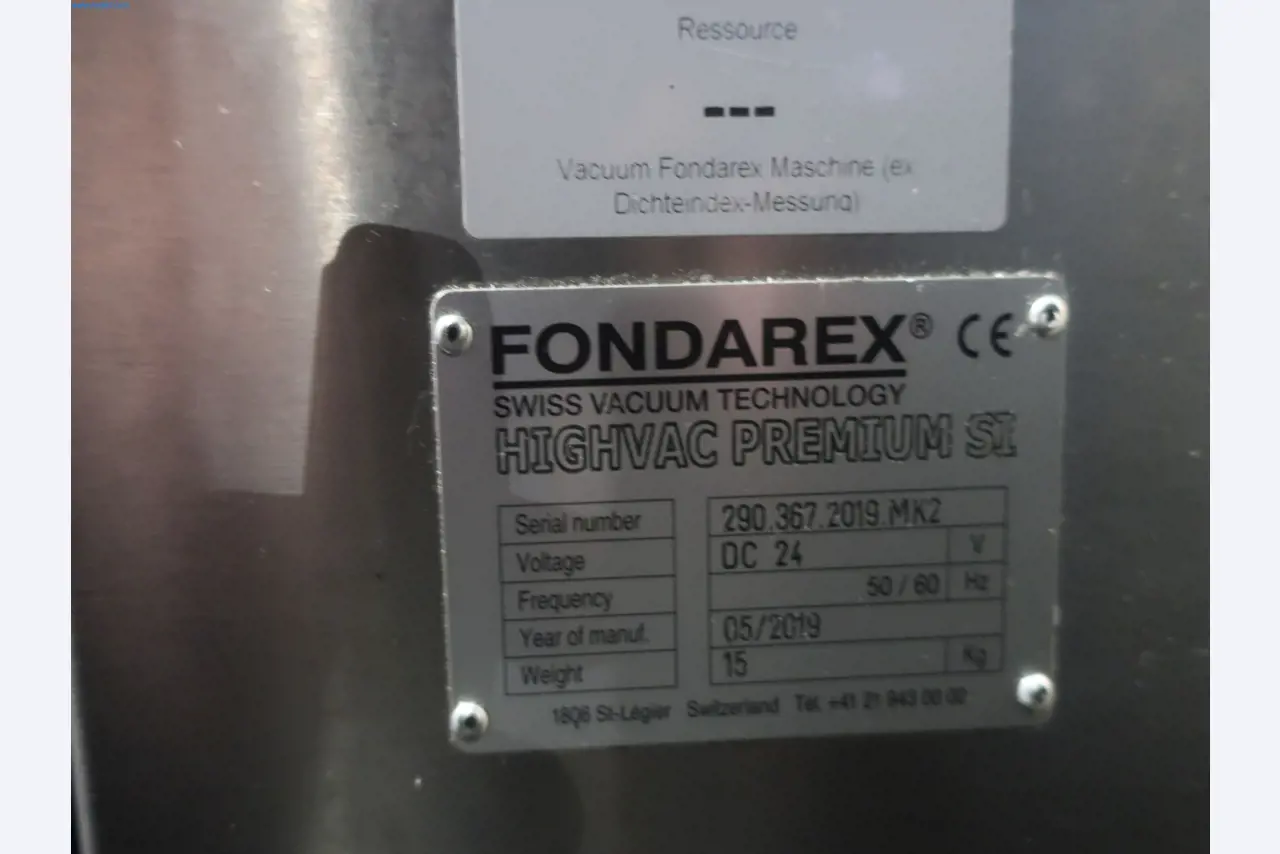 Ressource
---
Vacuum Fondarex Maschine (ex
Dichteindex-Messung)
FONDAREX® CE
SWISS VACUUM TECHNOLOGY
HIGHVAC PREMIUM SI
Serial number 290.367.2019.MK2
Voltage DC 24 V
Frequency 50 / 60 Hz
Year of manuf. 05/2019
Weight 15 Kg
1806 St-Légier Switzerland Tél. +41 21 943 00 00